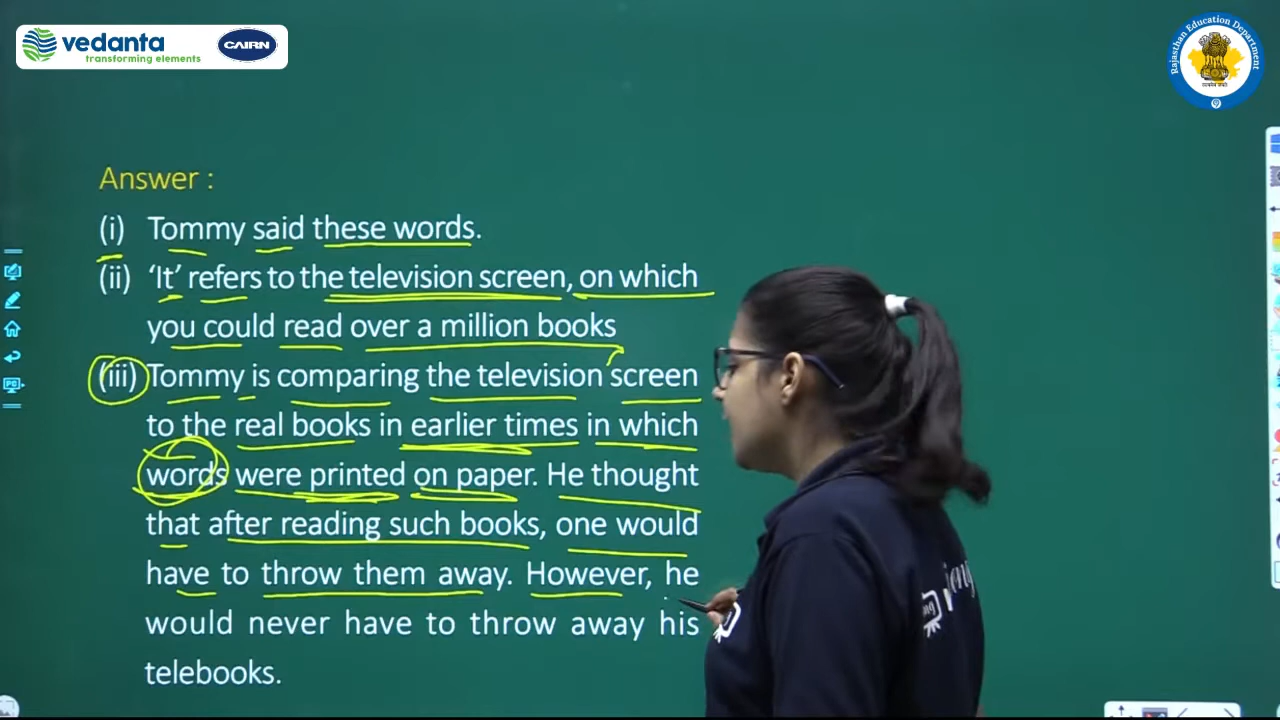 vedanta
transforming elements
CAIRN
Rajasthan Education Department
Answer :
(i) Tommy said these words.
(ii) ‘It’ refers to the television screen, on which
you could read over a million books
(iii) Tommy is comparing the television screen
to the real books in earlier times in which
words were printed on paper. He thought
that after reading such books, one would
have to throw them away. However, he
would never have to throw away his
telebooks.